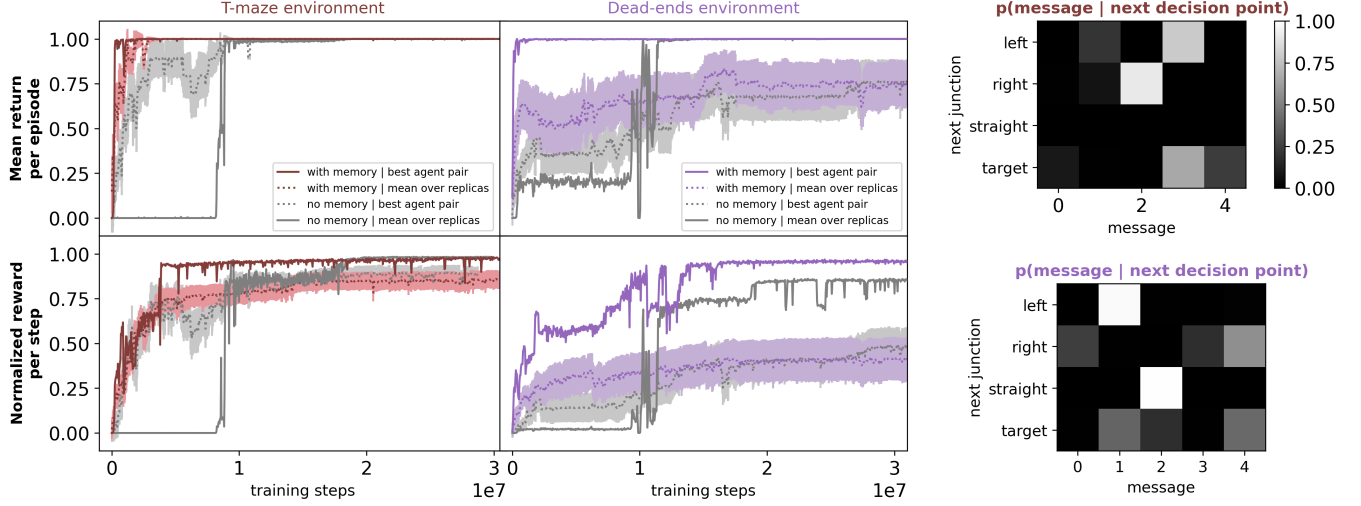 T-maze environment
Dead-ends environment
Mean return
per episode
1.00
0.75
0.50
0.25
0.00
with memory | best agent pair
with memory | mean over replicas
no memory | best agent pair
no memory | mean over replicas
with memory | best agent pair
with memory | mean over replicas
no memory | best agent pair
no memory | mean over replicas
Normalized reward
per step
1.00
0.75
0.50
0.25
0.00
0 1 2 3
1e7
training steps
0 1 2 3
1e7
training steps
p(message | next decision point)
next junction
left
right
straight
target
0 2 4
message
1.00
0.75
0.50
0.25
0.00
p(message | next decision point)
next junction
left
right
straight
target
0 1 2 3 4
message